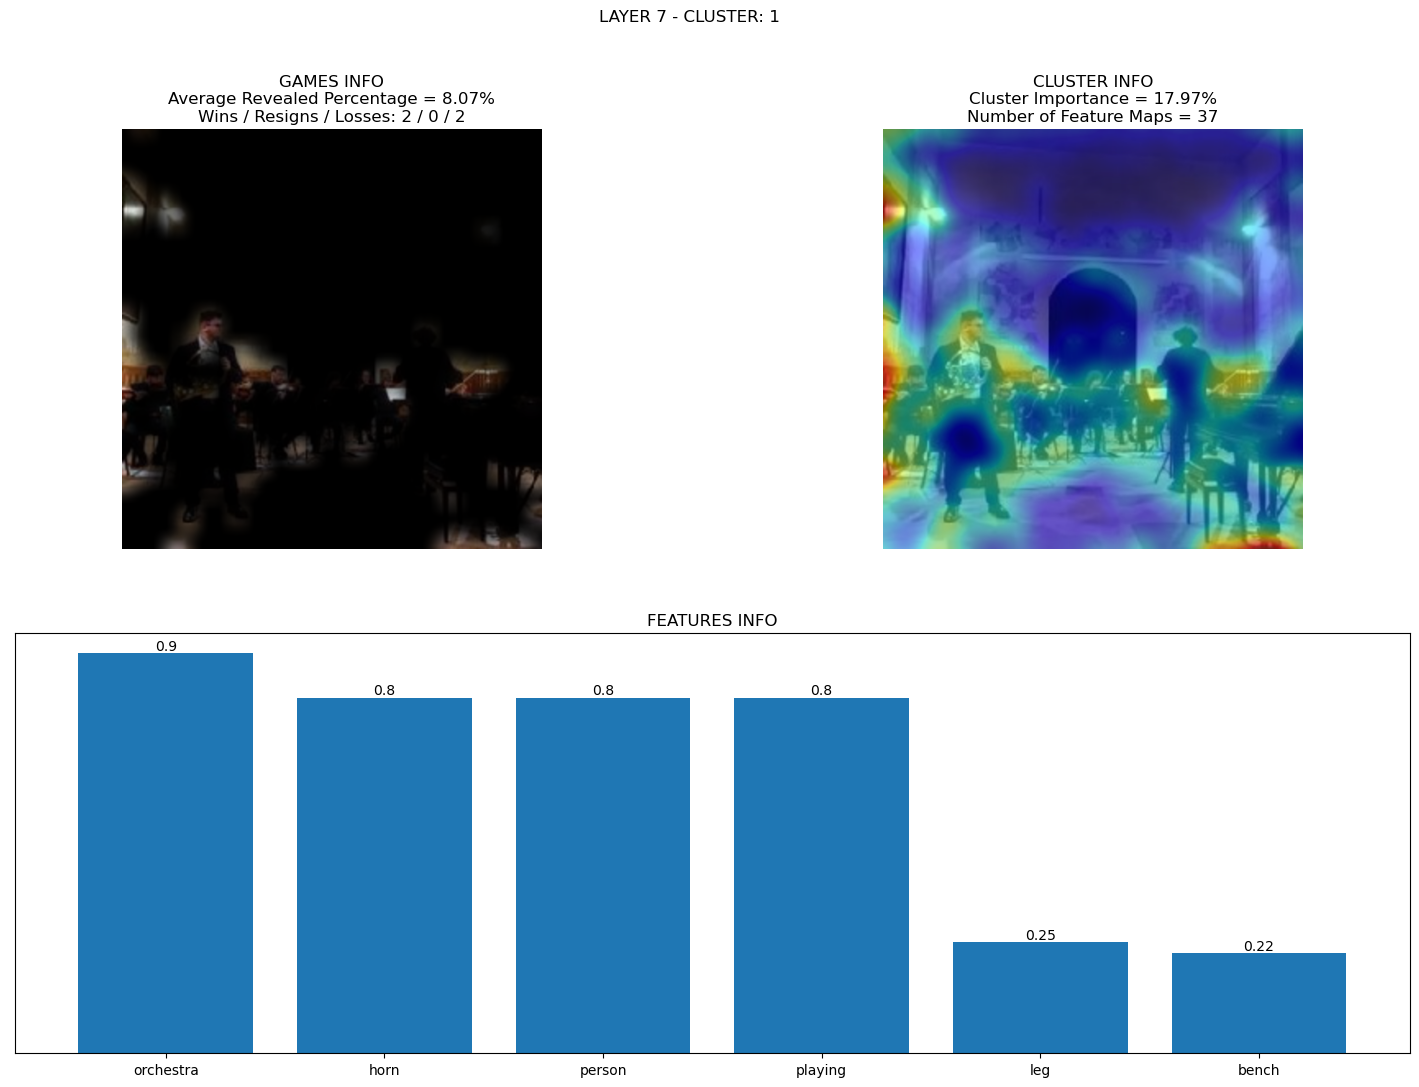 LAYER 7 - CLUSTER: 1
GAMES INFO
Average Revealed Percentage = 8.07%
Wins / Resigns / Losses: 2 / 0 / 2
CLUSTER INFO
Cluster Importance = 17.97%
Number of Feature Maps = 37
FEATURES INFO
0.9
0.8
0.8
0.8
0.25
0.22
orchestra
horn
person
playing
leg
bench